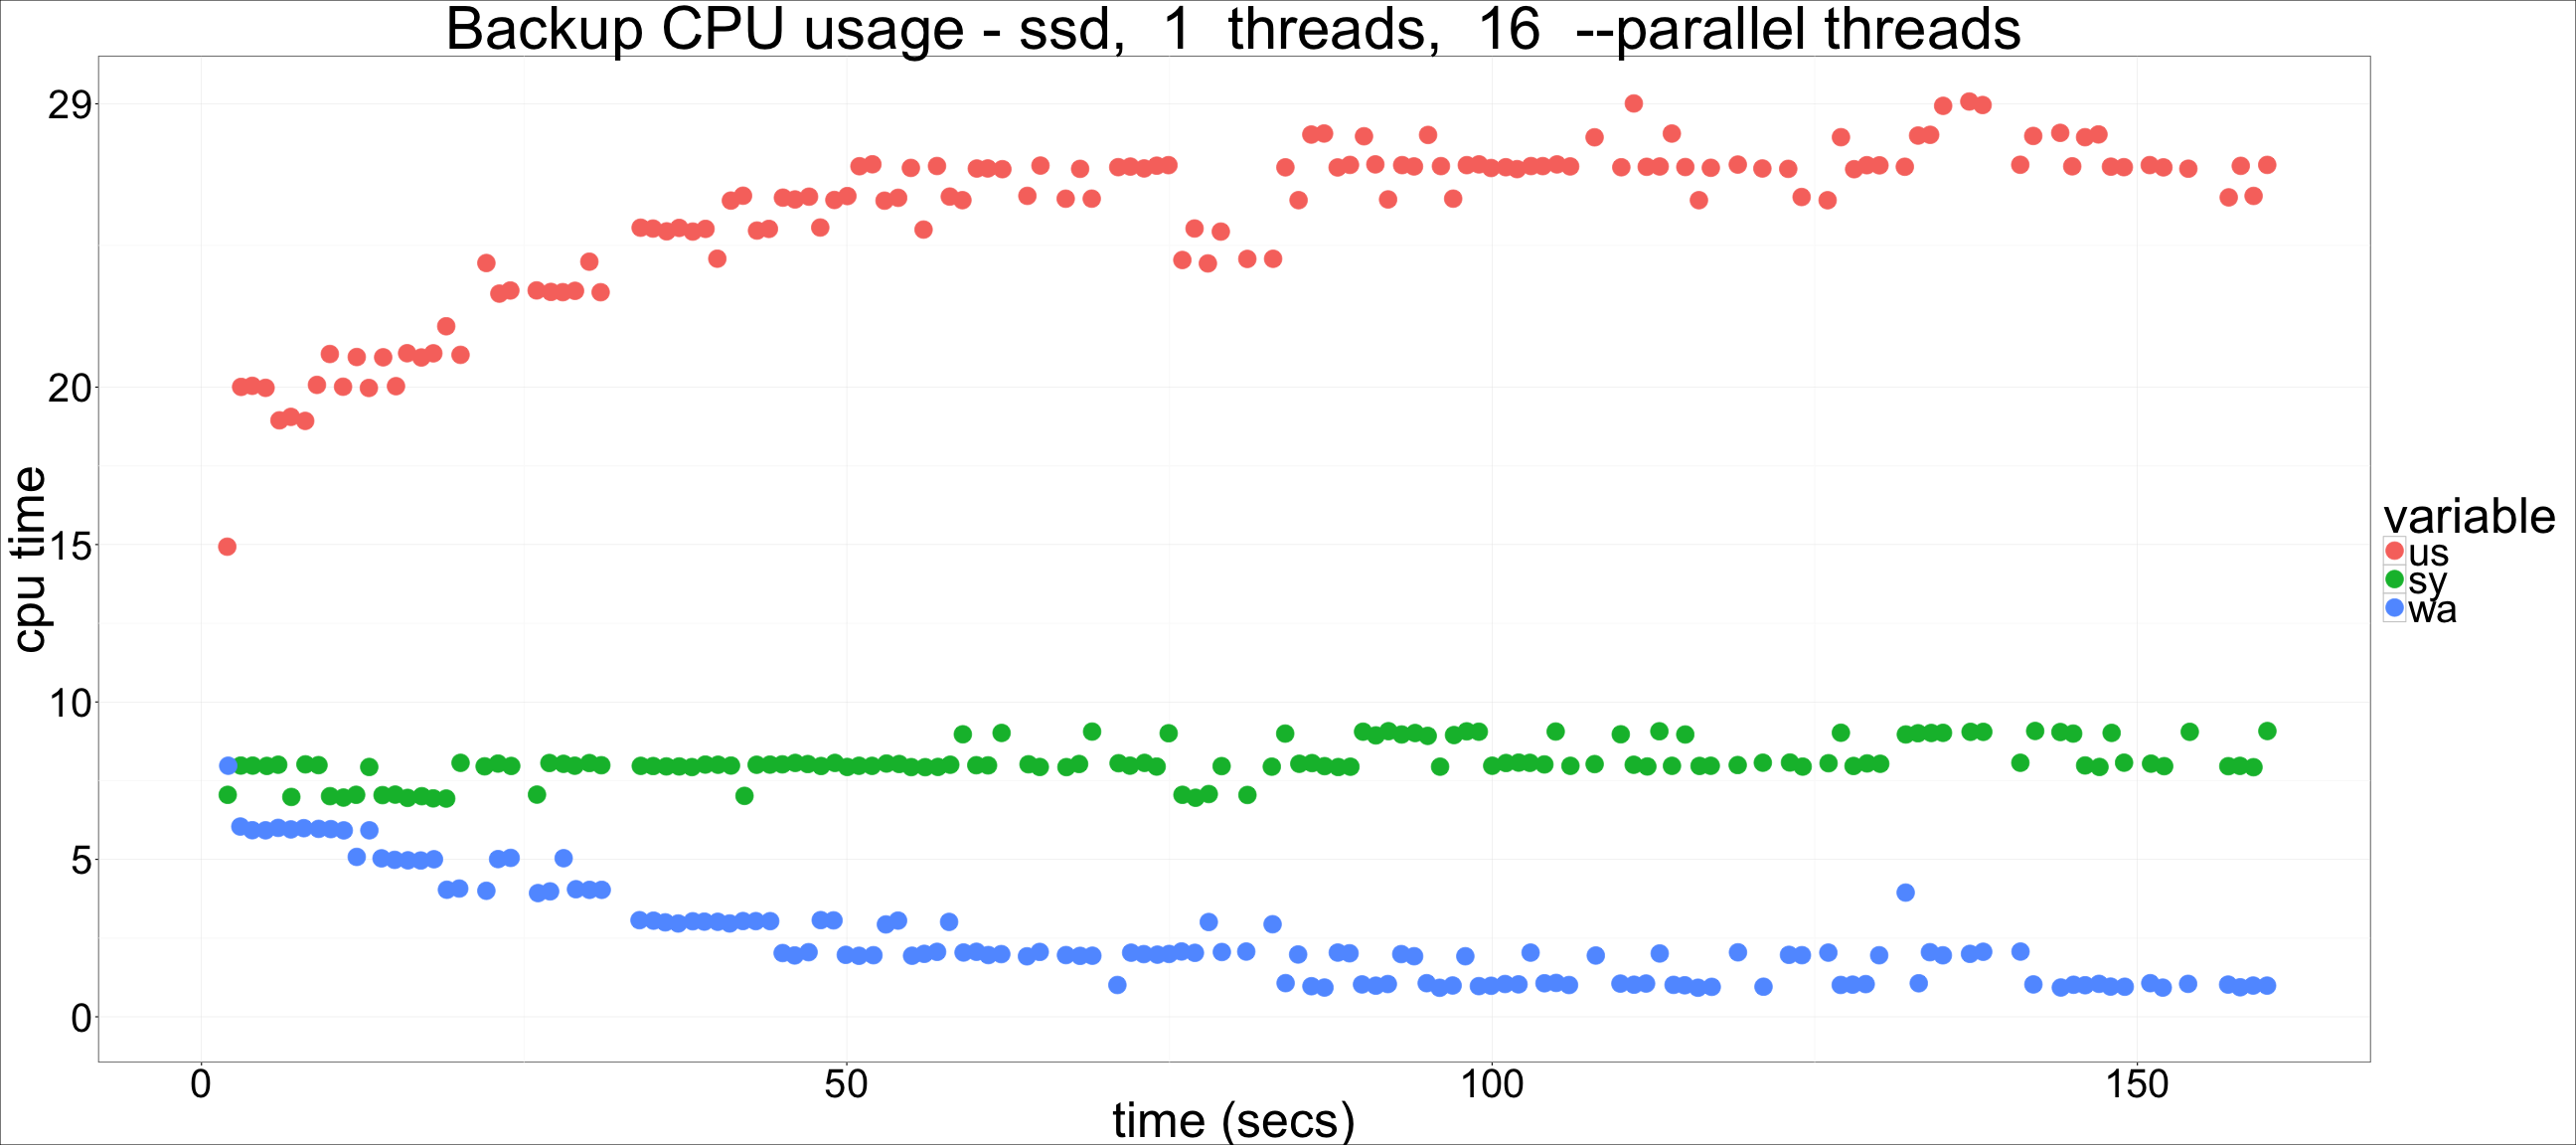 Backup CPU usage - ssd,  1  threads,  16  --parallel threads
29
20
15
10
5
0
cpu time
0 50 100 150
time (secs)
variable
us
sy
wa